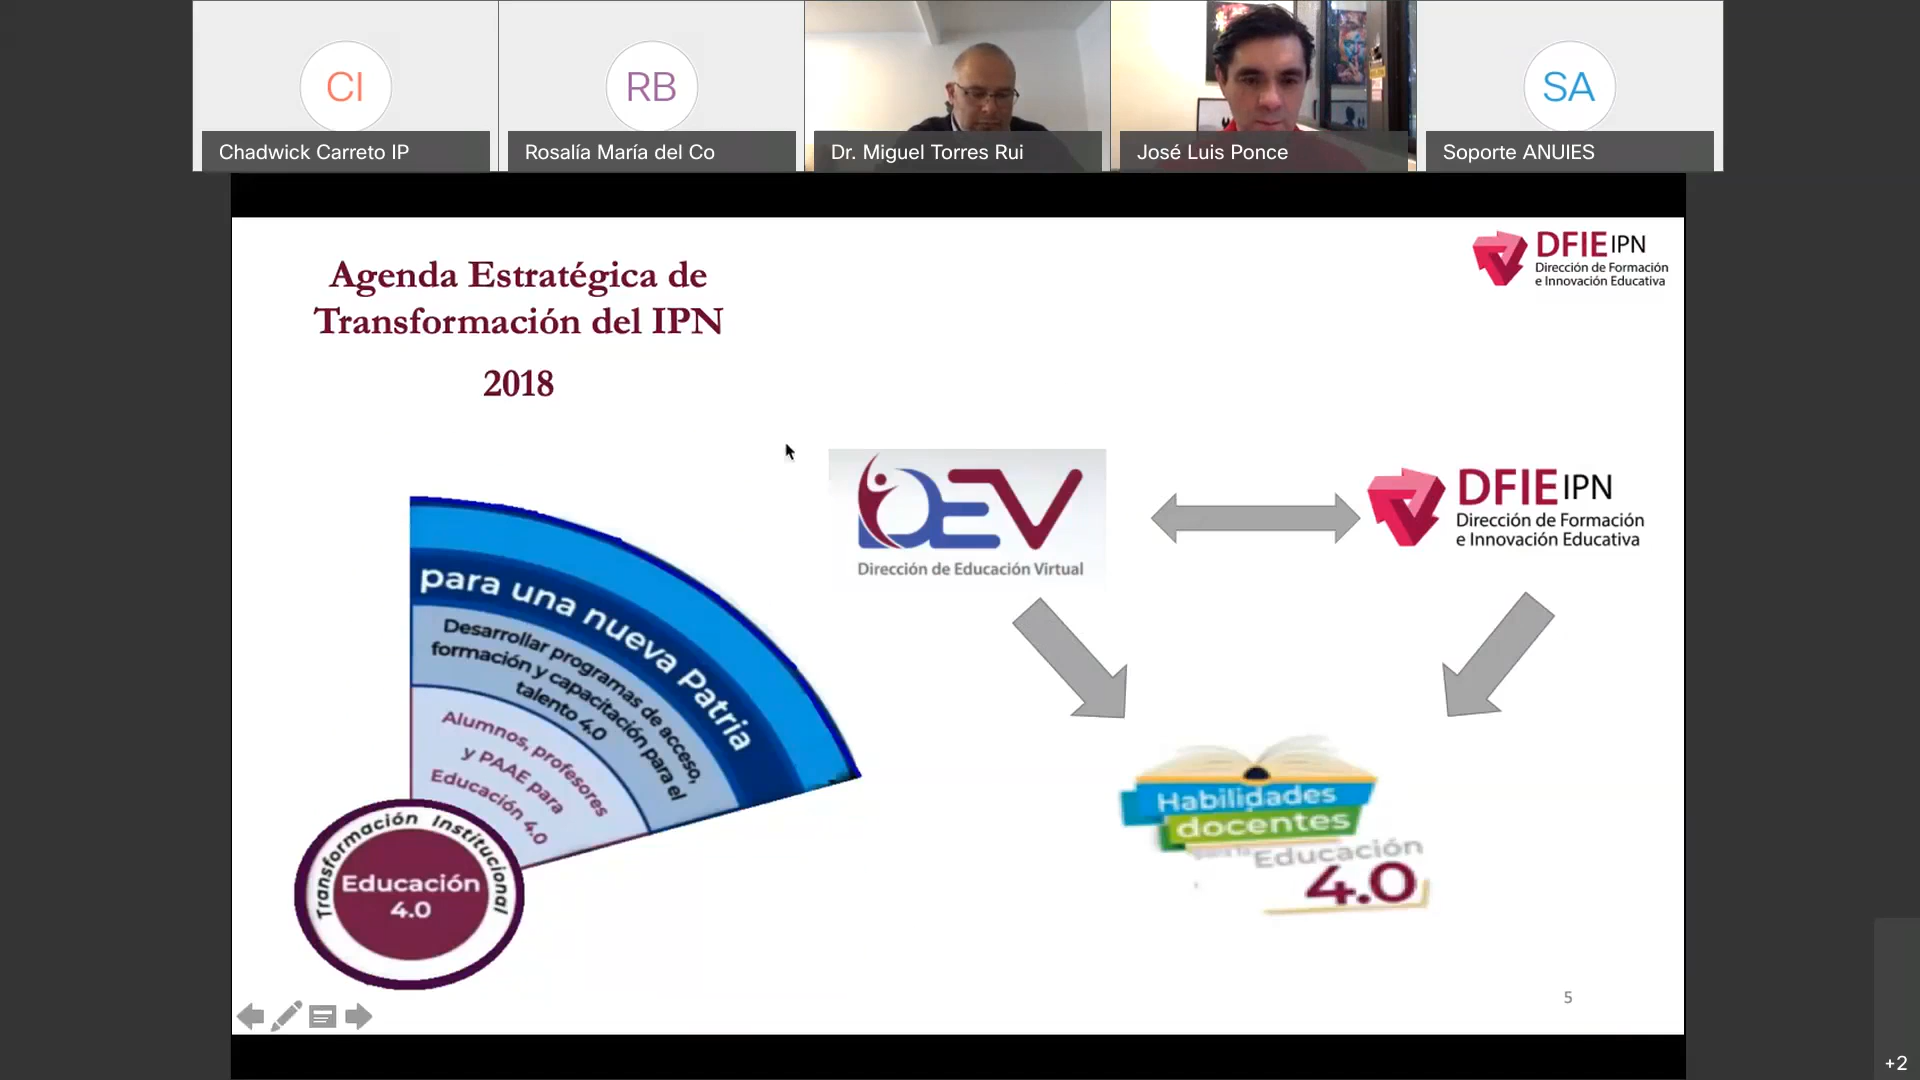 CI
RB
SA
Chadwick Carreto IP
Rosalía María del Co
Dr. Miguel Torres Rui
José Luis Ponce
Soporte ANUIES
Agenda Estratégica de
Transformación del IPN
2018
DFIE IPN
Dirección de Formación
e Innovación Educativa
DEV
Dirección de Educación Virtual
DFIE IPN
Dirección de Formación
e Innovación Educativa
para una nueva Patria
Desarrollar programas de acceso,
formación y capacitación para el
talento 4.0
Alumnos, profesores
y PAAE para
Educación 4.0
Transformación Institucional
Educación
4.0
Habilidades
docentes
para la Educación
4.0
5
+2